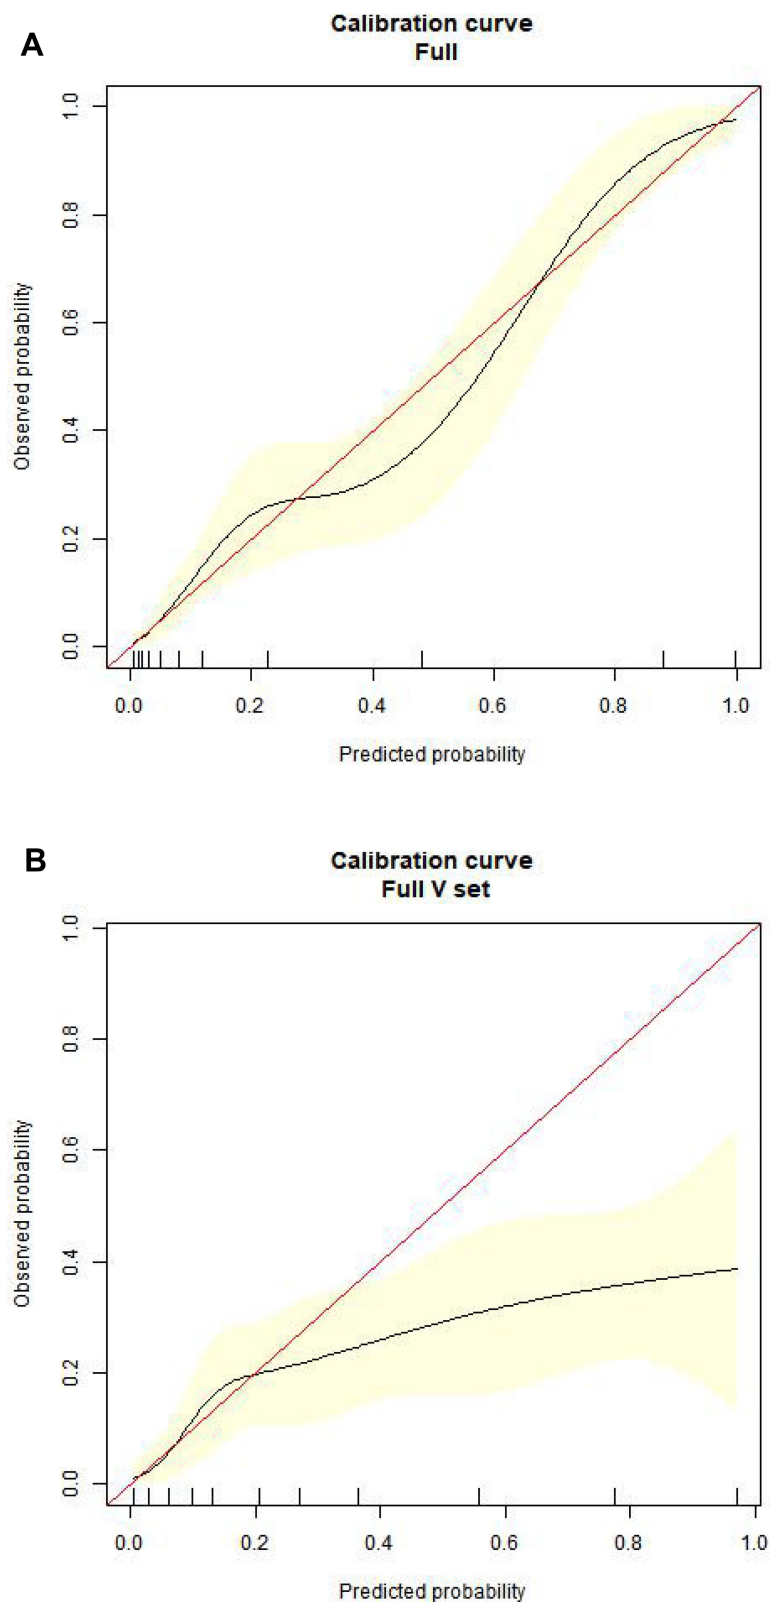 A
Calibration curve
Full
Observed probability
1.0
0.8
0.6
0.4
0.2
0.0
0.0 0.2 0.4 0.6 0.8 1.0
Predicted probability
B
Calibration curve
Full V set
Observed probability
1.0
0.8
0.6
0.4
0.2
0.0
0.0 0.2 0.4 0.6 0.8 1.0
Predicted probability